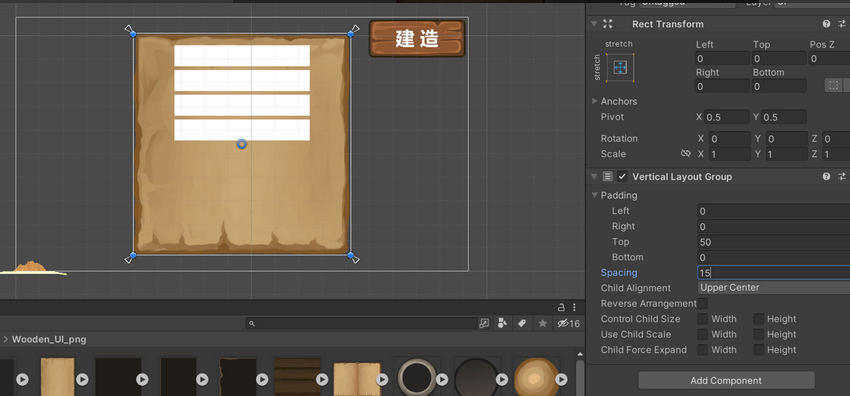 建造
Rect Transform
stretch
stretch
Left
Top
Pos Z
0
0
0
Right
Bottom
0
0
Anchors
Pivot
X 0.5
Y 0.5
Rotation
X 0
Y 0
Z 0
Scale
X 1
Y 1
Z 1
Vertical Layout Group
Padding
Left
0
Right
0
Top
50
Bottom
0
Spacing
15
Child Alignment
Upper Center
Reverse Arrangement
Control Child Size
Width
Height
Use Child Scale
Width
Height
Child Force Expand
Width
Height
Add Component
16
Wooden_UI_png